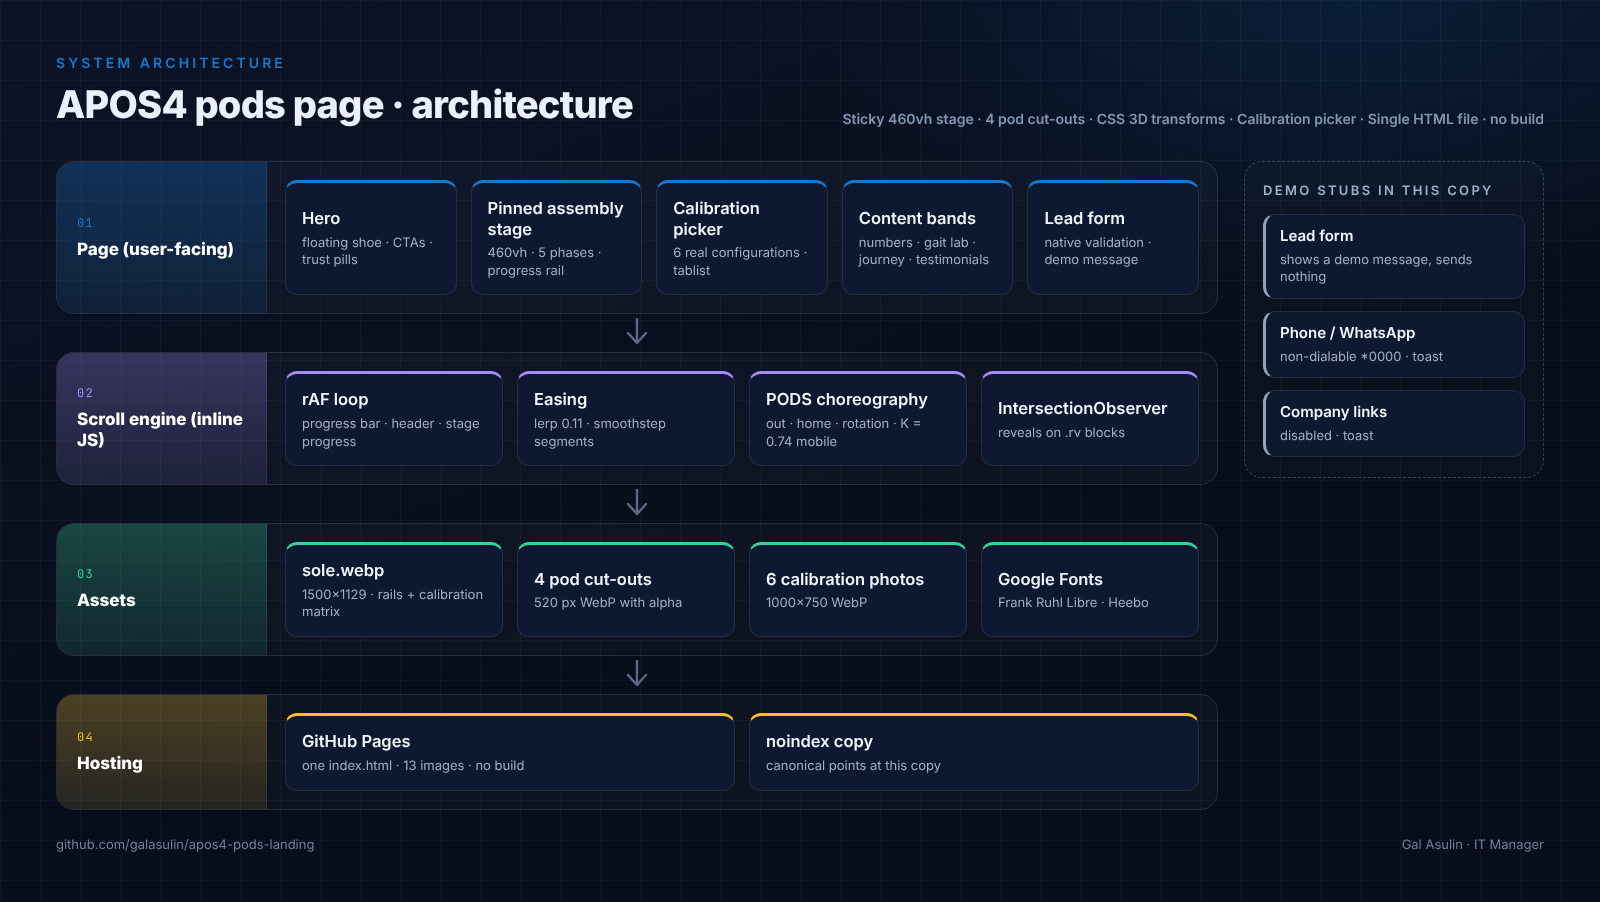 SYSTEM ARCHITECTURE
APOS4 pods page · architecture
Sticky 460vh stage · 4 pod cut-outs · CSS 3D transforms · Calibration picker · Single HTML file · no build
01
Page (user-facing)
Hero
floating shoe · CTAs ·
trust pills
Pinned assembly
stage
460vh · 5 phases ·
progress rail
Calibration
picker
6 real configurations ·
tablist
Content bands
numbers · gait lab ·
journey · testimonials
Lead form
native validation ·
demo message
DEMO STUBS IN THIS COPY
Lead form
shows a demo message, sends
nothing
Phone / WhatsApp
non-dialable *0000 · toast
Company links
disabled · toast
02
Scroll engine (inline
JS)
rAF loop
progress bar · header · stage
progress
Easing
lerp 0.11 · smoothstep
segments
PODS choreography
out · home · rotation · K =
0.74 mobile
IntersectionObserver
reveals on .rv blocks
03
Assets
sole.webp
1500×1129 · rails + calibration
matrix
4 pod cut-outs
520 px WebP with alpha
6 calibration photos
1000×750 WebP
Google Fonts
Frank Ruhl Libre · Heebo
04
Hosting
GitHub Pages
one index.html · 13 images · no build
noindex copy
canonical points at this copy
github.com/galasulin/apos4-pods-landing
Gal Asulin · IT Manager